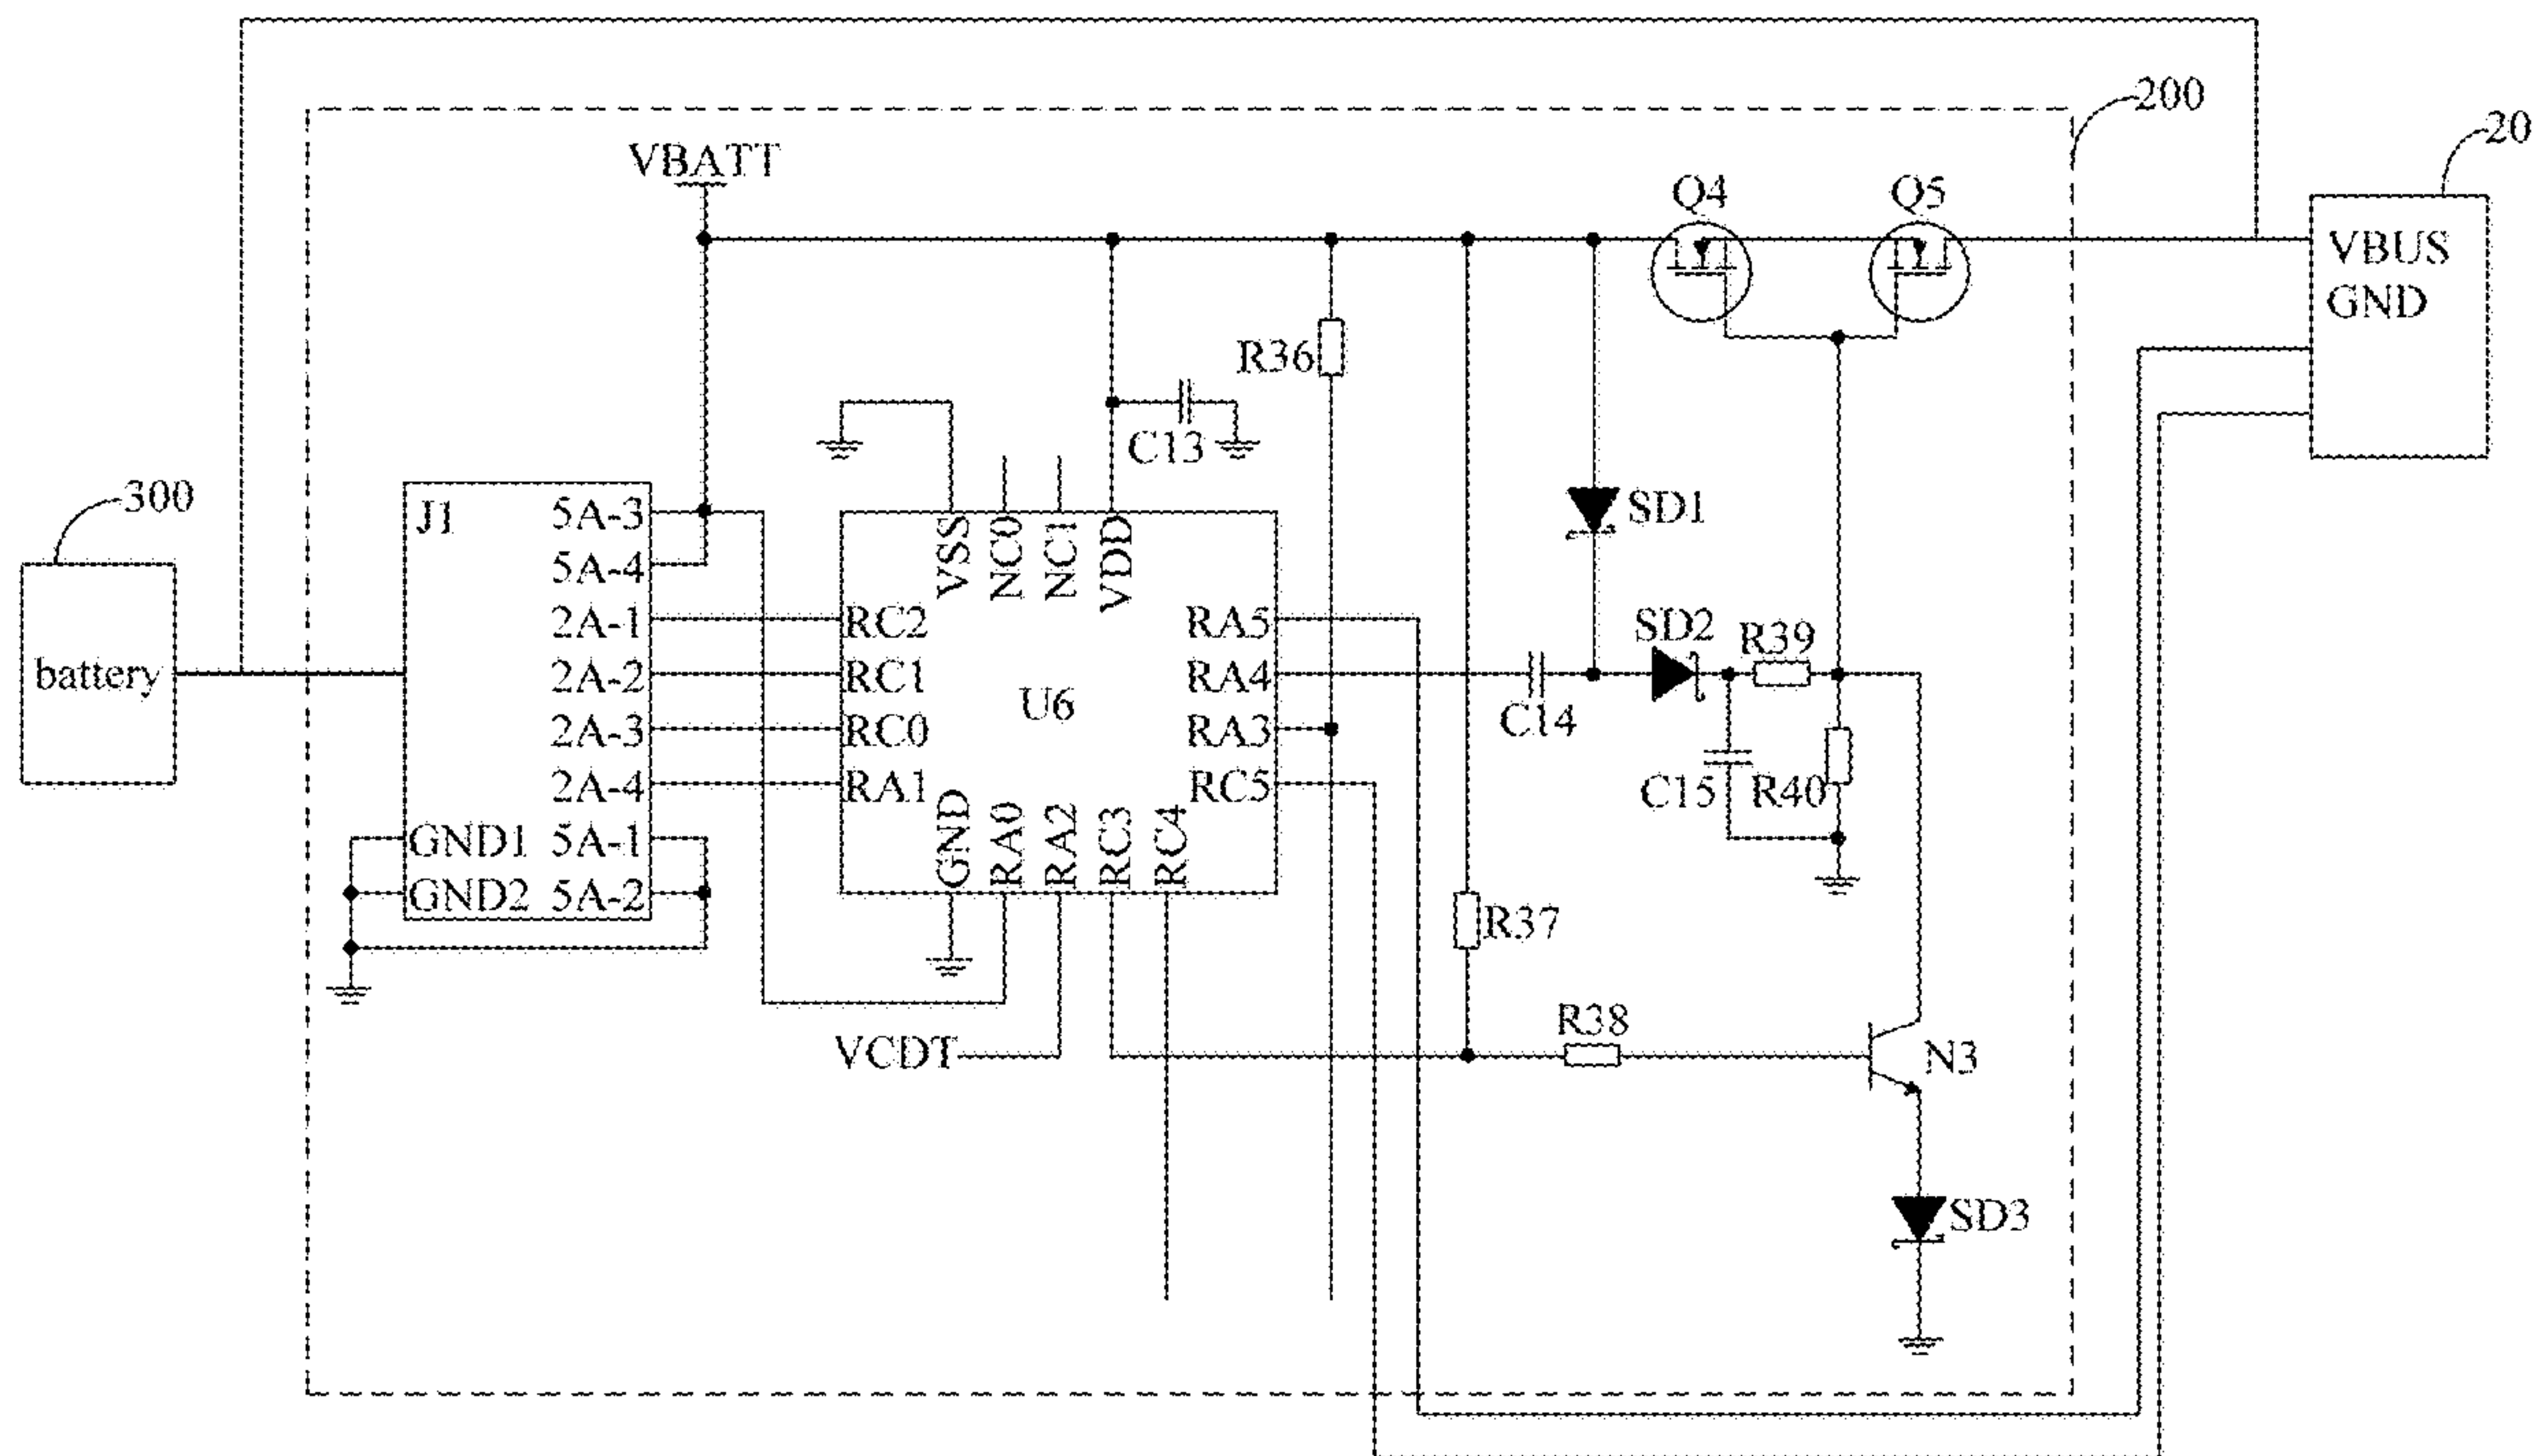 200
20
VBATT
Q4
Q5
VBUS
GND
R36
C13
300
J1
5A-3
5A-4
2A-1
2A-2
2A-3
2A-4
GND1
5A-1
GND2
5A-2
battery
VSS
NC0
NC1
VDD
RC2
RC1
RC0
RA1
U6
RA5
RA4
RA3
RC5
GND
RA0
RA2
RC3
RC4
SD1
SD2
R39
C14
C15
R40
R37
VCDT
R38
N3
SD3